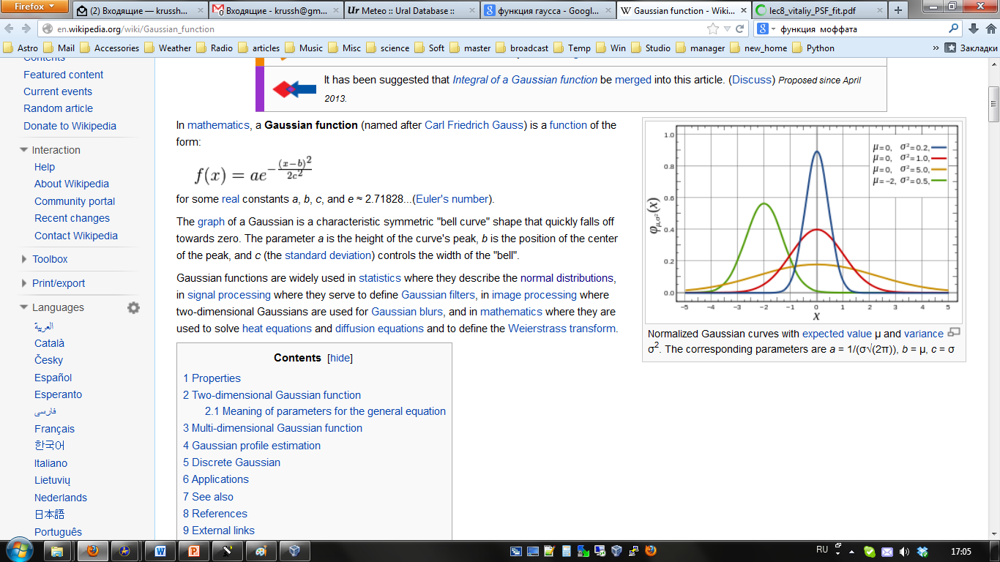 Firefox
(2) Входящие — krussh...
Входящие - krussh@gm...
Meteo :: Ural Database ::
функция гаусса - Googl...
Gaussian function - Wiki...
lec8_vitaliy_PSF_fit.pdf
en.wikipedia.org/wiki/Gaussian_function
функция моффата
Astro Mail Accessories Weather Radio articles Music Misc science Soft master broadcast Temp Win Studio manager new_home Python » Закладки
Contents
Featured content
Current events
Random article
Donate to Wikipedia
Interaction
Help
About Wikipedia
Community portal
Recent changes
Contact Wikipedia
Toolbox
Print/export
Languages
العربية
Català
Česky
Español
Esperanto
فارسی
Français
한국어
Italiano
Lietuvių
Nederlands
日本語
Português
It has been suggested that Integral of a Gaussian function be merged into this article. (Discuss) Proposed since April
2013.
In mathematics, a Gaussian function (named after Carl Friedrich Gauss) is a function of the
form:
f(x) = ae^{-\frac{(x-b)^2}{2c^2}}
for some real constants a, b, c, and e ≈ 2.71828...(Euler's number).
The graph of a Gaussian is a characteristic symmetric "bell curve" shape that quickly falls off
towards zero. The parameter a is the height of the curve's peak, b is the position of the center
of the peak, and c (the standard deviation) controls the width of the "bell".
Gaussian functions are widely used in statistics where they describe the normal distributions,
in signal processing where they serve to define Gaussian filters, in image processing where
two-dimensional Gaussians are used for Gaussian blurs, and in mathematics where they are
used to solve heat equations and diffusion equations and to define the Weierstrass transform.
Contents [hide]
1 Properties
2 Two-dimensional Gaussian function
2.1 Meaning of parameters for the general equation
3 Multi-dimensional Gaussian function
4 Gaussian profile estimation
5 Discrete Gaussian
6 Applications
7 See also
8 References
9 External links
φμ,σ²(x)
1.0
0.8
0.6
0.4
0.2
0.0
μ=0, σ²=0.2,
μ=0, σ²=1.0,
μ=0, σ²=5.0,
μ=−2, σ²=0.5,
−5 −4 −3 −2 −1 0 1 2 3 4 5
x
Normalized Gaussian curves with expected value μ and variance
σ². The corresponding parameters are a = 1/(σ√(2π)), b = μ, c = σ
RU
17:05